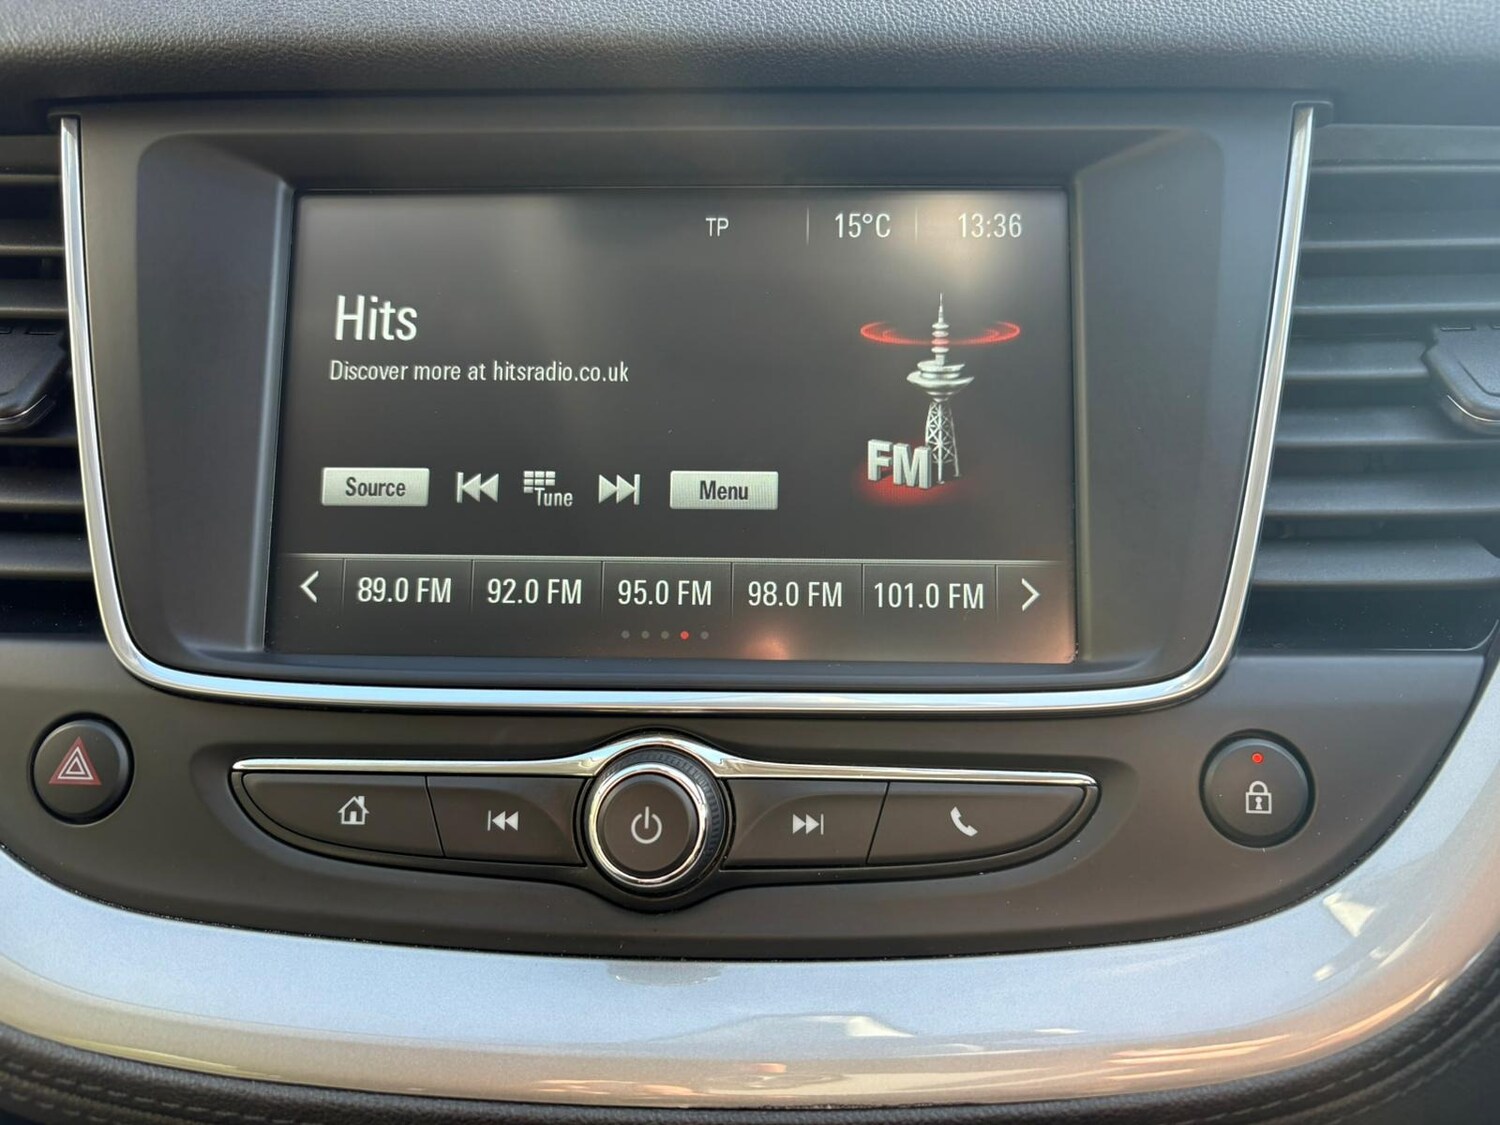 TP 15°C 13:36
Hits
Discover more at hitsradio.co.uk
FM
Source Tune Menu
89.0 FM 92.0 FM 95.0 FM 98.0 FM 101.0 FM